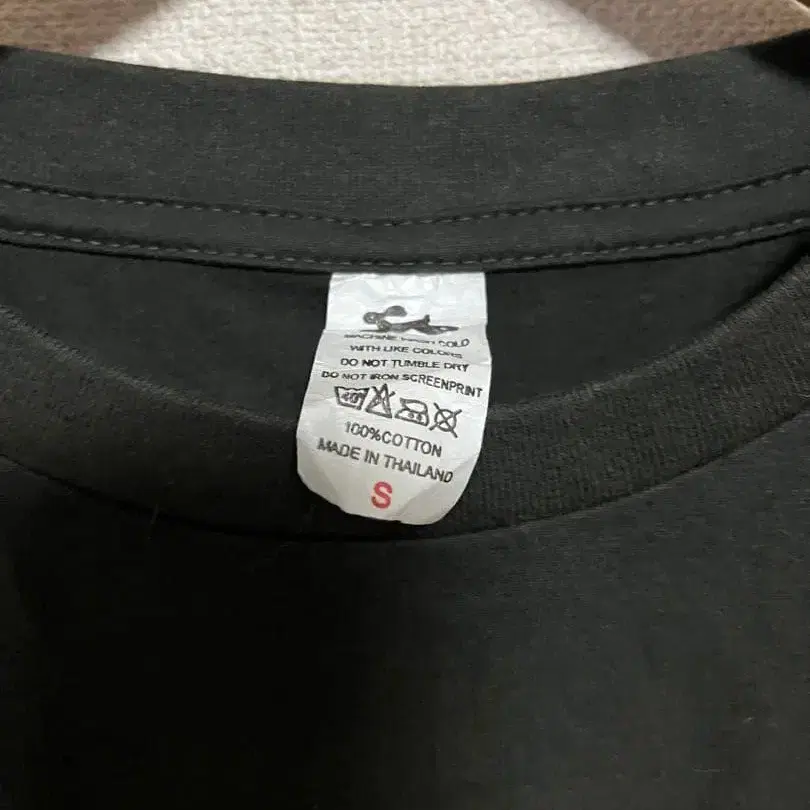 MACHINE WASH COLD
WITH LIKE COLORS
DO NOT TUMBLE DRY
DO NOT IRON SCREENPRINT
40°
100%COTTON
MADE IN THAILAND
S